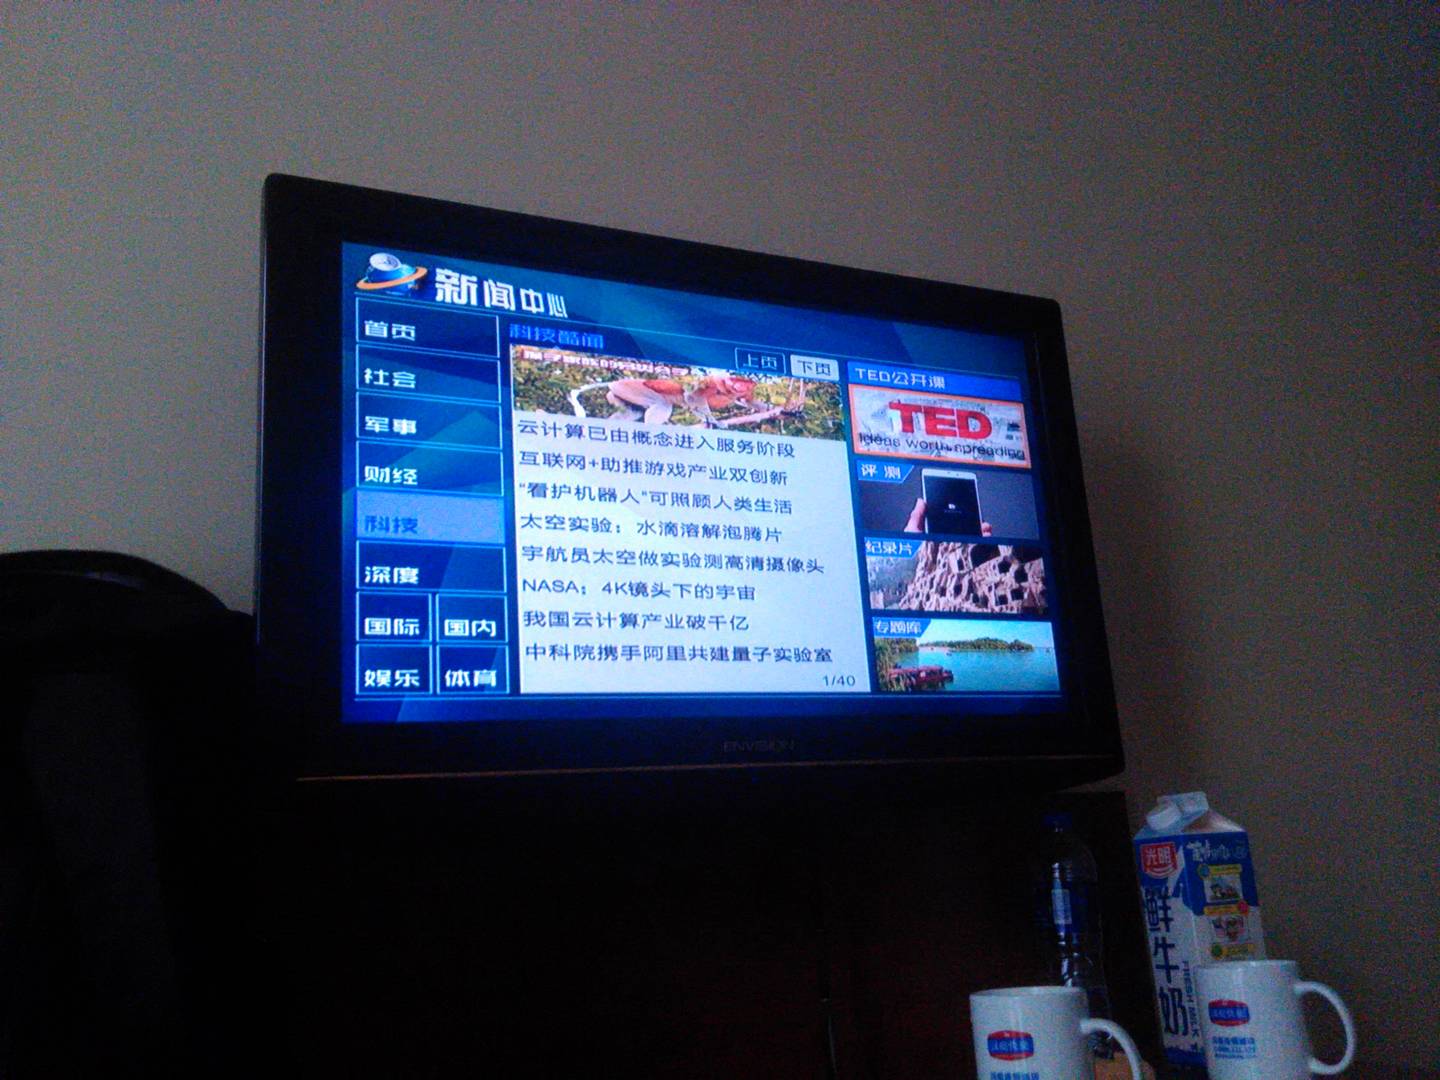 新闻中心
首页
社会
军事
财经
科技
深度
国际 国内
娱乐 体育
科技酷闻
上页 下页
云计算已由概念进入服务阶段
互联网+助推游戏产业双创新
"看护机器人"可照顾人类生活
太空实验：水滴溶解泡腾片
宇航员太空做实验测高清摄像头
NASA：4K镜头下的宇宙
我国云计算产业破千亿
中科院携手阿里共建量子实验室
1/40
TED公开课
TED
Ideas worth spreading
评测
纪录片
专题库
ENVISION
光明
鲜牛奶
FRESH MILK